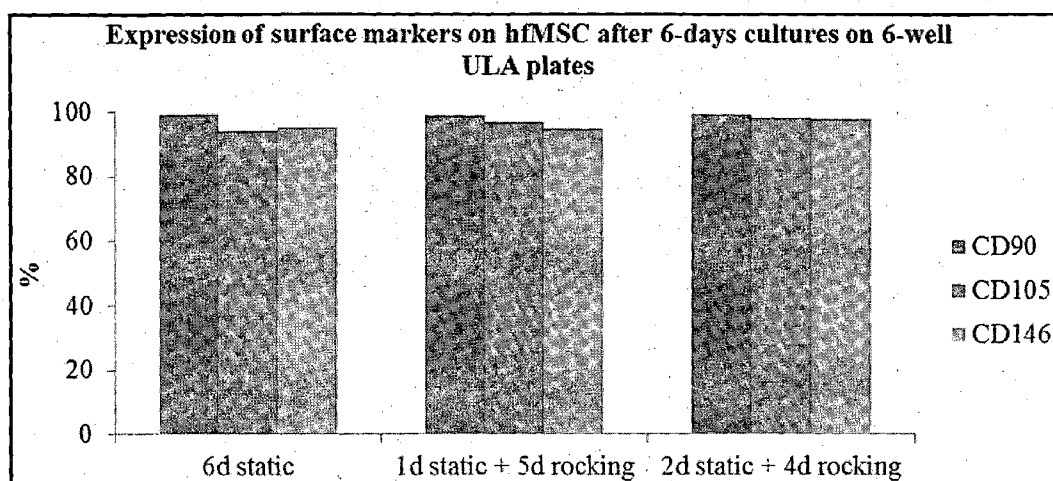 Expression of surface markers on hfMSC after 6-days cultures on 6-well
ULA plates
100
80
60
40
20
0
%
CD90
CD105
CD146
6d static
1d static + 5d rocking
2d static + 4d rocking